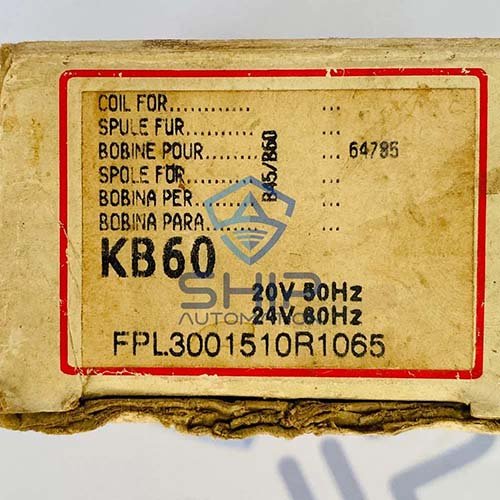 COIL FOR............ ...
SPULE FUR......... ...
BOBINE POUR........ ... 64785
SPOLE FÖR.......... ...
BOBINA PER......... ...
BOBINA PARA........ ...
B45/B60
KB60
SHIP
AUTOMATION
20V 50Hz
24V 60Hz
FPL3001510R1065